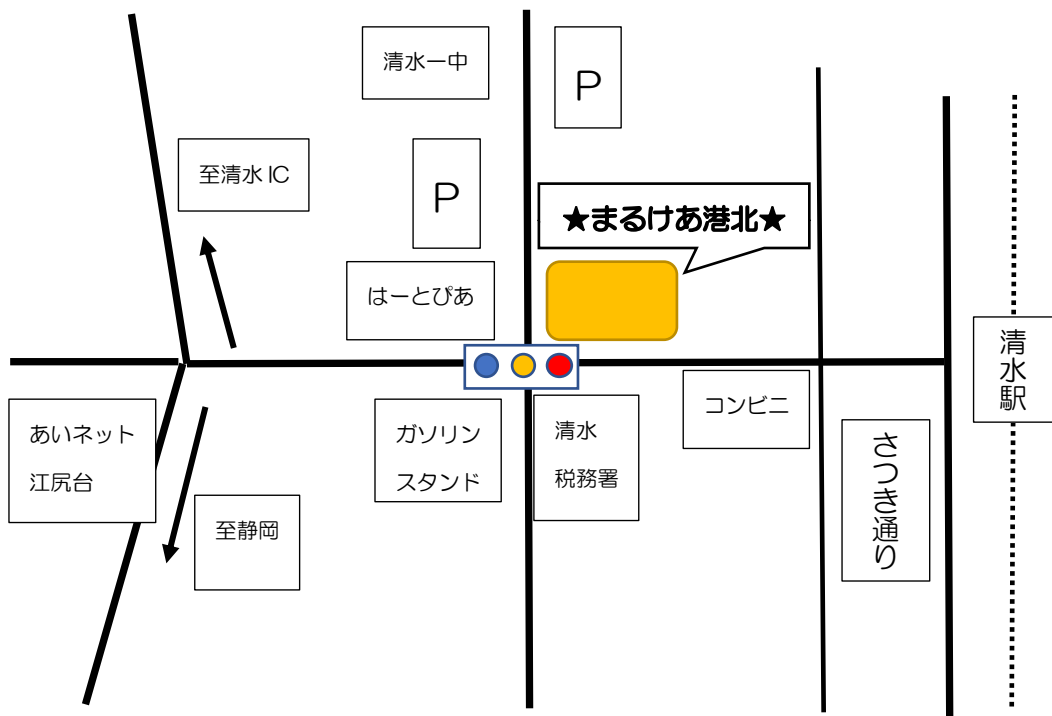 清水一中
P
至清水 IC
P
★まるけあ港北★
はーとぴあ
清水駅
コンビニ
あいネット
江尻台
ガソリン
スタンド
清水
税務署
さつき通り
至静岡